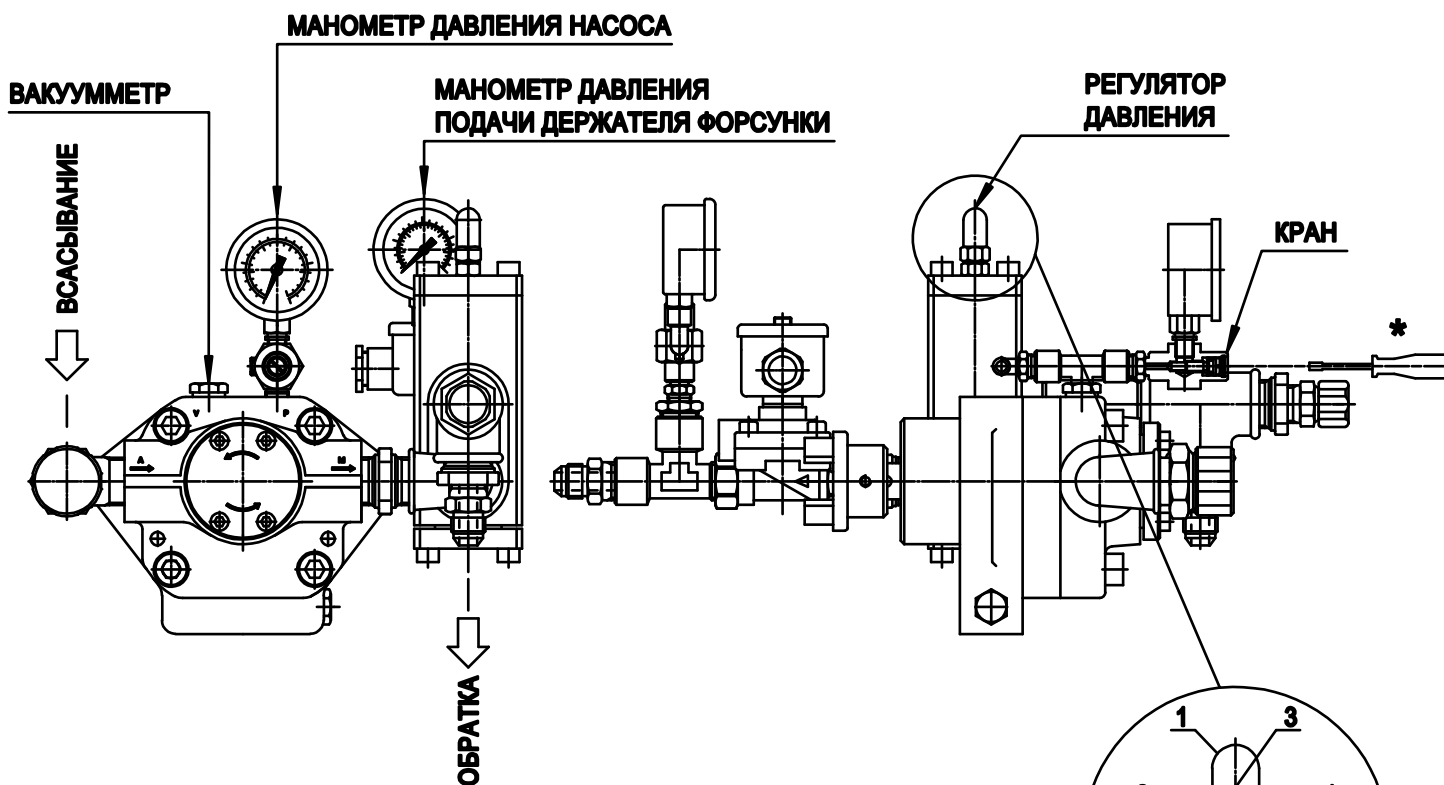 МАНОМЕТР ДАВЛЕНИЯ НАСОСА
ВАКУУММЕТР
МАНОМЕТР ДАВЛЕНИЯ
ПОДАЧИ ДЕРЖАТЕЛЯ ФОРСУНКИ
РЕГУЛЯТОР
ДАВЛЕНИЯ
ВСАСЫВАНИЕ
КРАН
*
V
P
A
M
ОБРАТКА
1
3